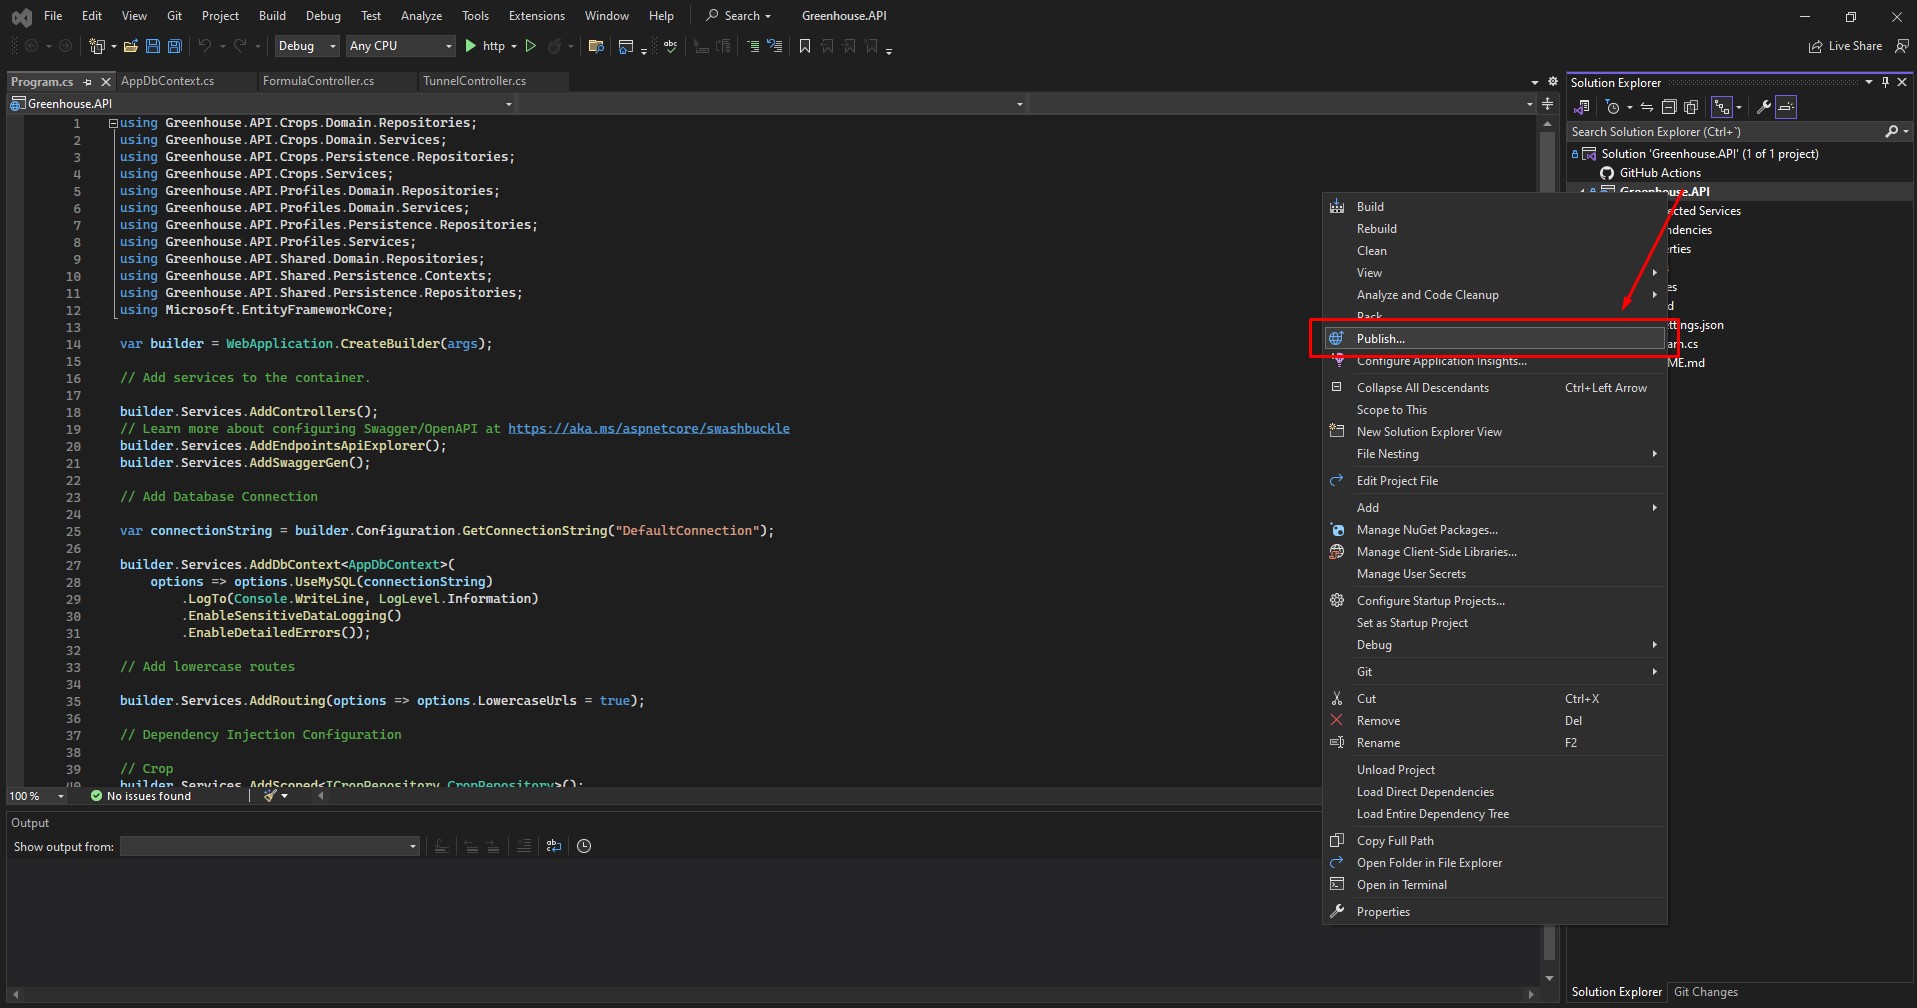 File Edit View Git Project Build Debug Test Analyze Tools Extensions Window Help Search Greenhouse.API
Debug Any CPU http Live Share
Program.cs AppDbContext.cs FormulaController.cs TunnelController.cs
Greenhouse.API
1 using Greenhouse.API.Crops.Domain.Repositories;
2 using Greenhouse.API.Crops.Domain.Services;
3 using Greenhouse.API.Crops.Persistence.Repositories;
4 using Greenhouse.API.Crops.Services;
5 using Greenhouse.API.Profiles.Domain.Repositories;
6 using Greenhouse.API.Profiles.Domain.Services;
7 using Greenhouse.API.Profiles.Persistence.Repositories;
8 using Greenhouse.API.Profiles.Services;
9 using Greenhouse.API.Shared.Domain.Repositories;
10 using Greenhouse.API.Shared.Persistence.Contexts;
11 using Greenhouse.API.Shared.Persistence.Repositories;
12 using Microsoft.EntityFrameworkCore;
13
14 var builder = WebApplication.CreateBuilder(args);
15
16 // Add services to the container.
17
18 builder.Services.AddControllers();
19 // Learn more about configuring Swagger/OpenAPI at https://aka.ms/aspnetcore/swashbuckle
20 builder.Services.AddEndpointsApiExplorer();
21 builder.Services.AddSwaggerGen();
22
23 // Add Database Connection
24
25 var connectionString = builder.Configuration.GetConnectionString("DefaultConnection");
26
27 builder.Services.AddDbContext<AppDbContext>(
28 options => options.UseMySQL(connectionString)
29 .LogTo(Console.WriteLine, LogLevel.Information)
30 .EnableSensitiveDataLogging()
31 .EnableDetailedErrors());
32
33 // Add lowercase routes
34
35 builder.Services.AddRouting(options => options.LowercaseUrls = true);
36
37 // Dependency Injection Configuration
38
39 // Crop
40 builder.Services.AddScoped<ICropRepository, CropRepository>();
100 % No issues found
Output
Show output from:
Build
Rebuild
Clean
View
Analyze and Code Cleanup
Pack
Publish...
Configure Application Insights...
Collapse All Descendants Ctrl+Left Arrow
Scope to This
New Solution Explorer View
File Nesting
Edit Project File
Add
Manage NuGet Packages...
Manage Client-Side Libraries...
Manage User Secrets
Configure Startup Projects...
Set as Startup Project
Debug
Git
Cut Ctrl+X
Remove Del
Rename F2
Unload Project
Load Direct Dependencies
Load Entire Dependency Tree
Copy Full Path
Open Folder in File Explorer
Open in Terminal
Properties
Solution Explorer
Search Solution Explorer (Ctrl+`)
Solution 'Greenhouse.API' (1 of 1 project)
GitHub Actions
Greenhouse.API
cted Services
ndencies
rties
es
d
ttings.json
am.cs
ME.md
Solution Explorer Git Changes